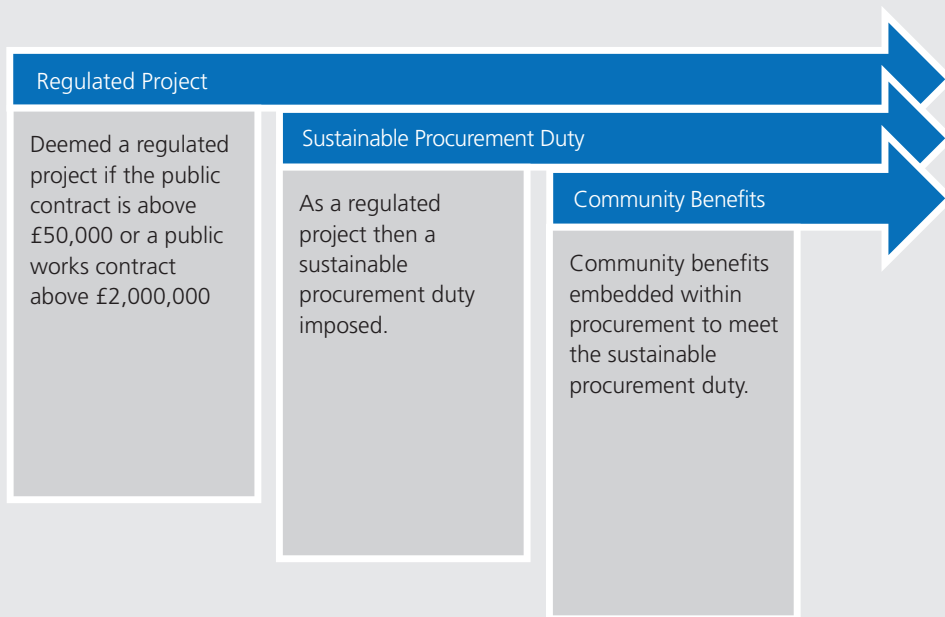 Regulated Project
Deemed a regulated
project if the public
contract is above
£50,000 or a public
works contract
above £2,000,000
Sustainable Procurement Duty
As a regulated
project then a
sustainable
procurement duty
imposed.
Community Benefits
Community benefits
embedded within
procurement to meet
the sustainable
procurement duty.